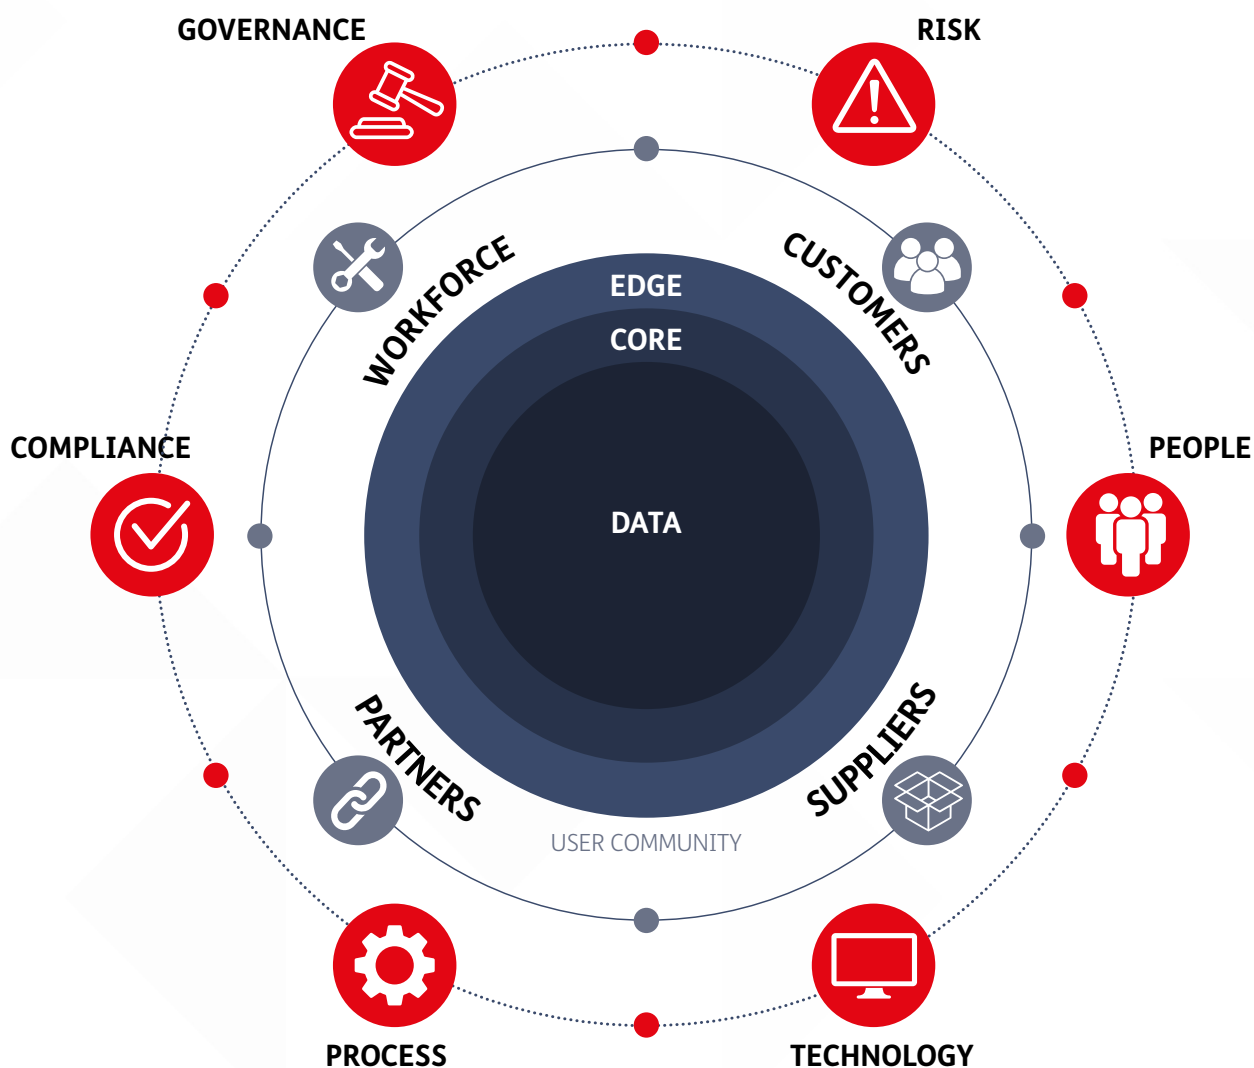 GOVERNANCE
RISK
WORKFORCE
CUSTOMERS
EDGE
CORE
COMPLIANCE
PEOPLE
DATA
PARTNERS
SUPPLIERS
USER COMMUNITY
PROCESS
TECHNOLOGY